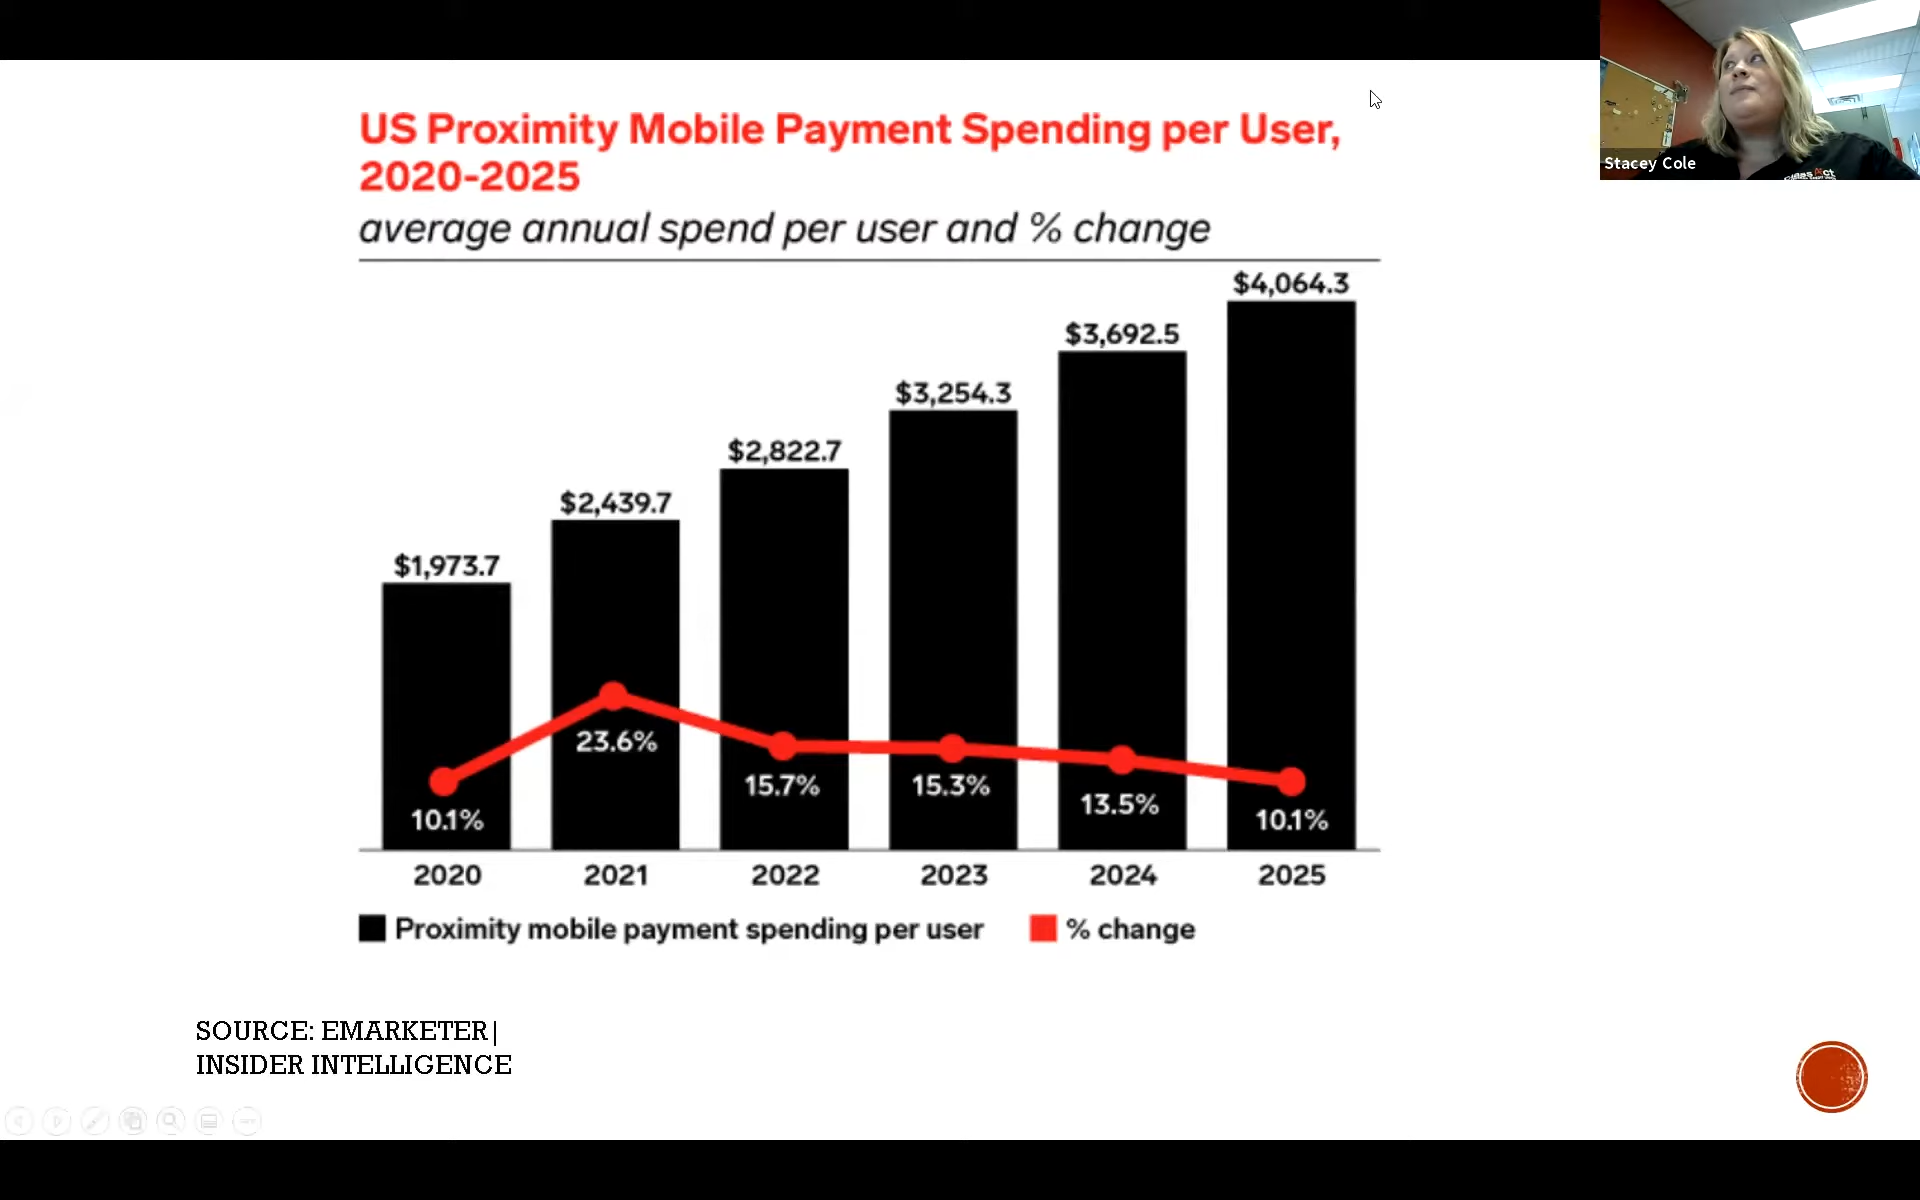 US Proximity Mobile Payment Spending per User,
2020-2025
average annual spend per user and % change
$1,973.7
$2,439.7
$2,822.7
$3,254.3
$3,692.5
$4,064.3
10.1%
23.6%
15.7%
15.3%
13.5%
10.1%
2020
2021
2022
2023
2024
2025
Proximity mobile payment spending per user
% change
SOURCE: EMARKETER|
INSIDER INTELLIGENCE
Stacey Cole